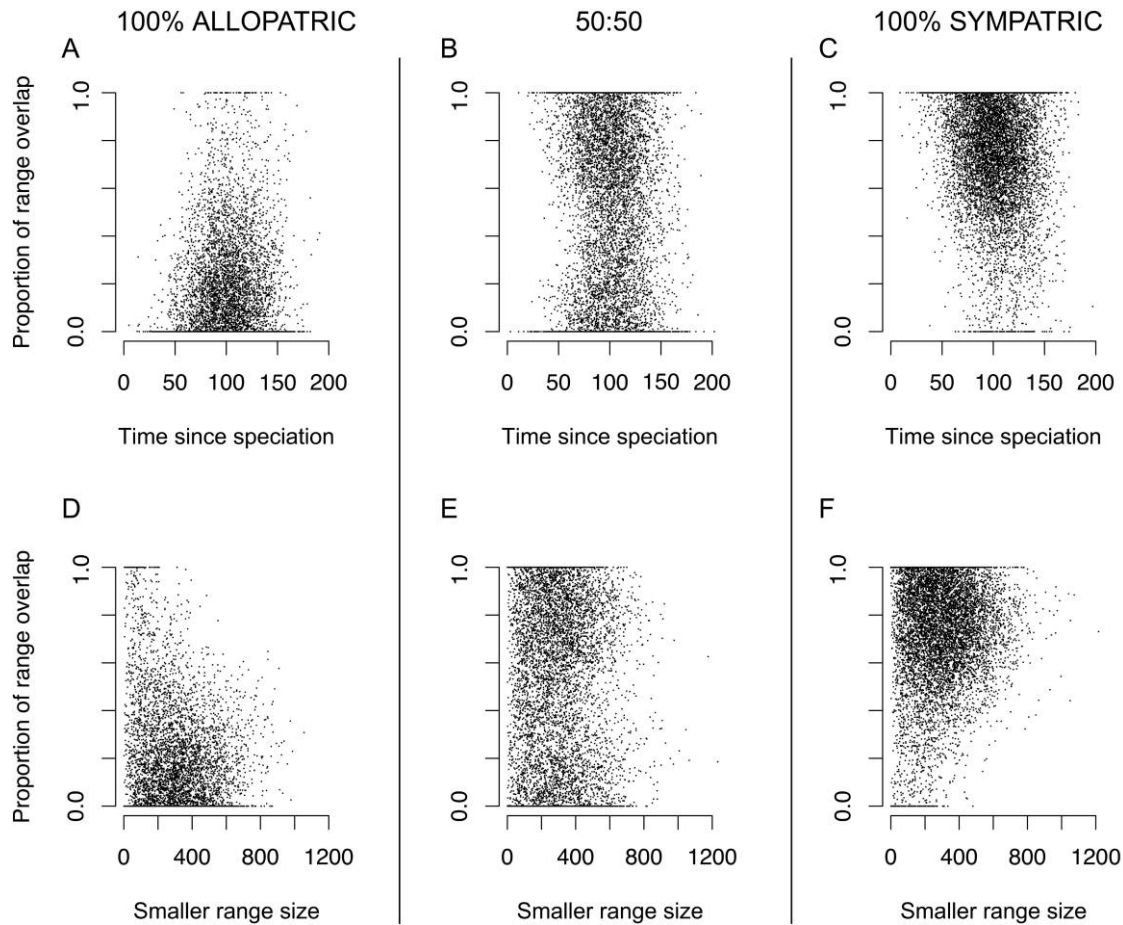 100% ALLOPATRIC 50:50 100% SYMPATRIC
A B C
Proportion of range overlap
1.0 1.0 1.0
0.0 0.0 0.0
0 50 100 150 200 0 50 100 150 200 0 50 100 150 200
Time since speciation Time since speciation Time since speciation
D E F
Proportion of range overlap
1.0 1.0 1.0
0.0 0.0 0.0
0 400 800 1200 0 400 800 1200 0 400 800 1200
Smaller range size Smaller range size Smaller range size